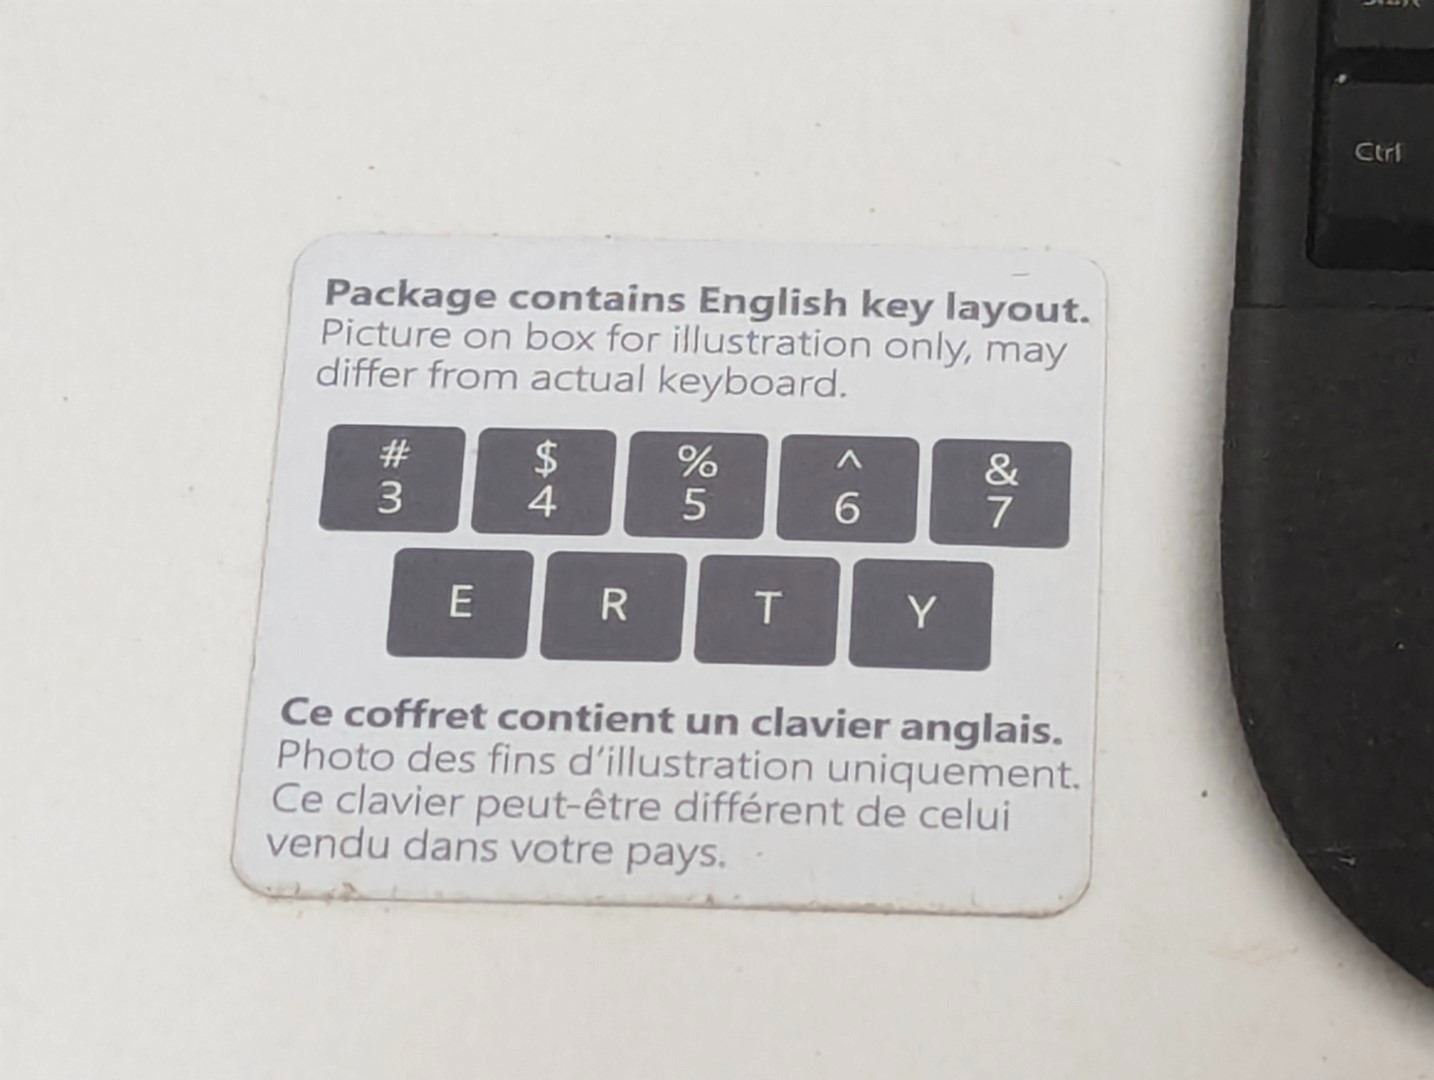 Ctrl
Package contains English key layout.
Picture on box for illustration only, may
differ from actual keyboard.
# $ % ^ &
3 4 5 6 7
E R T Y
Ce coffret contient un clavier anglais.
Photo des fins d'illustration uniquement.
Ce clavier peut-être différent de celui
vendu dans votre pays.